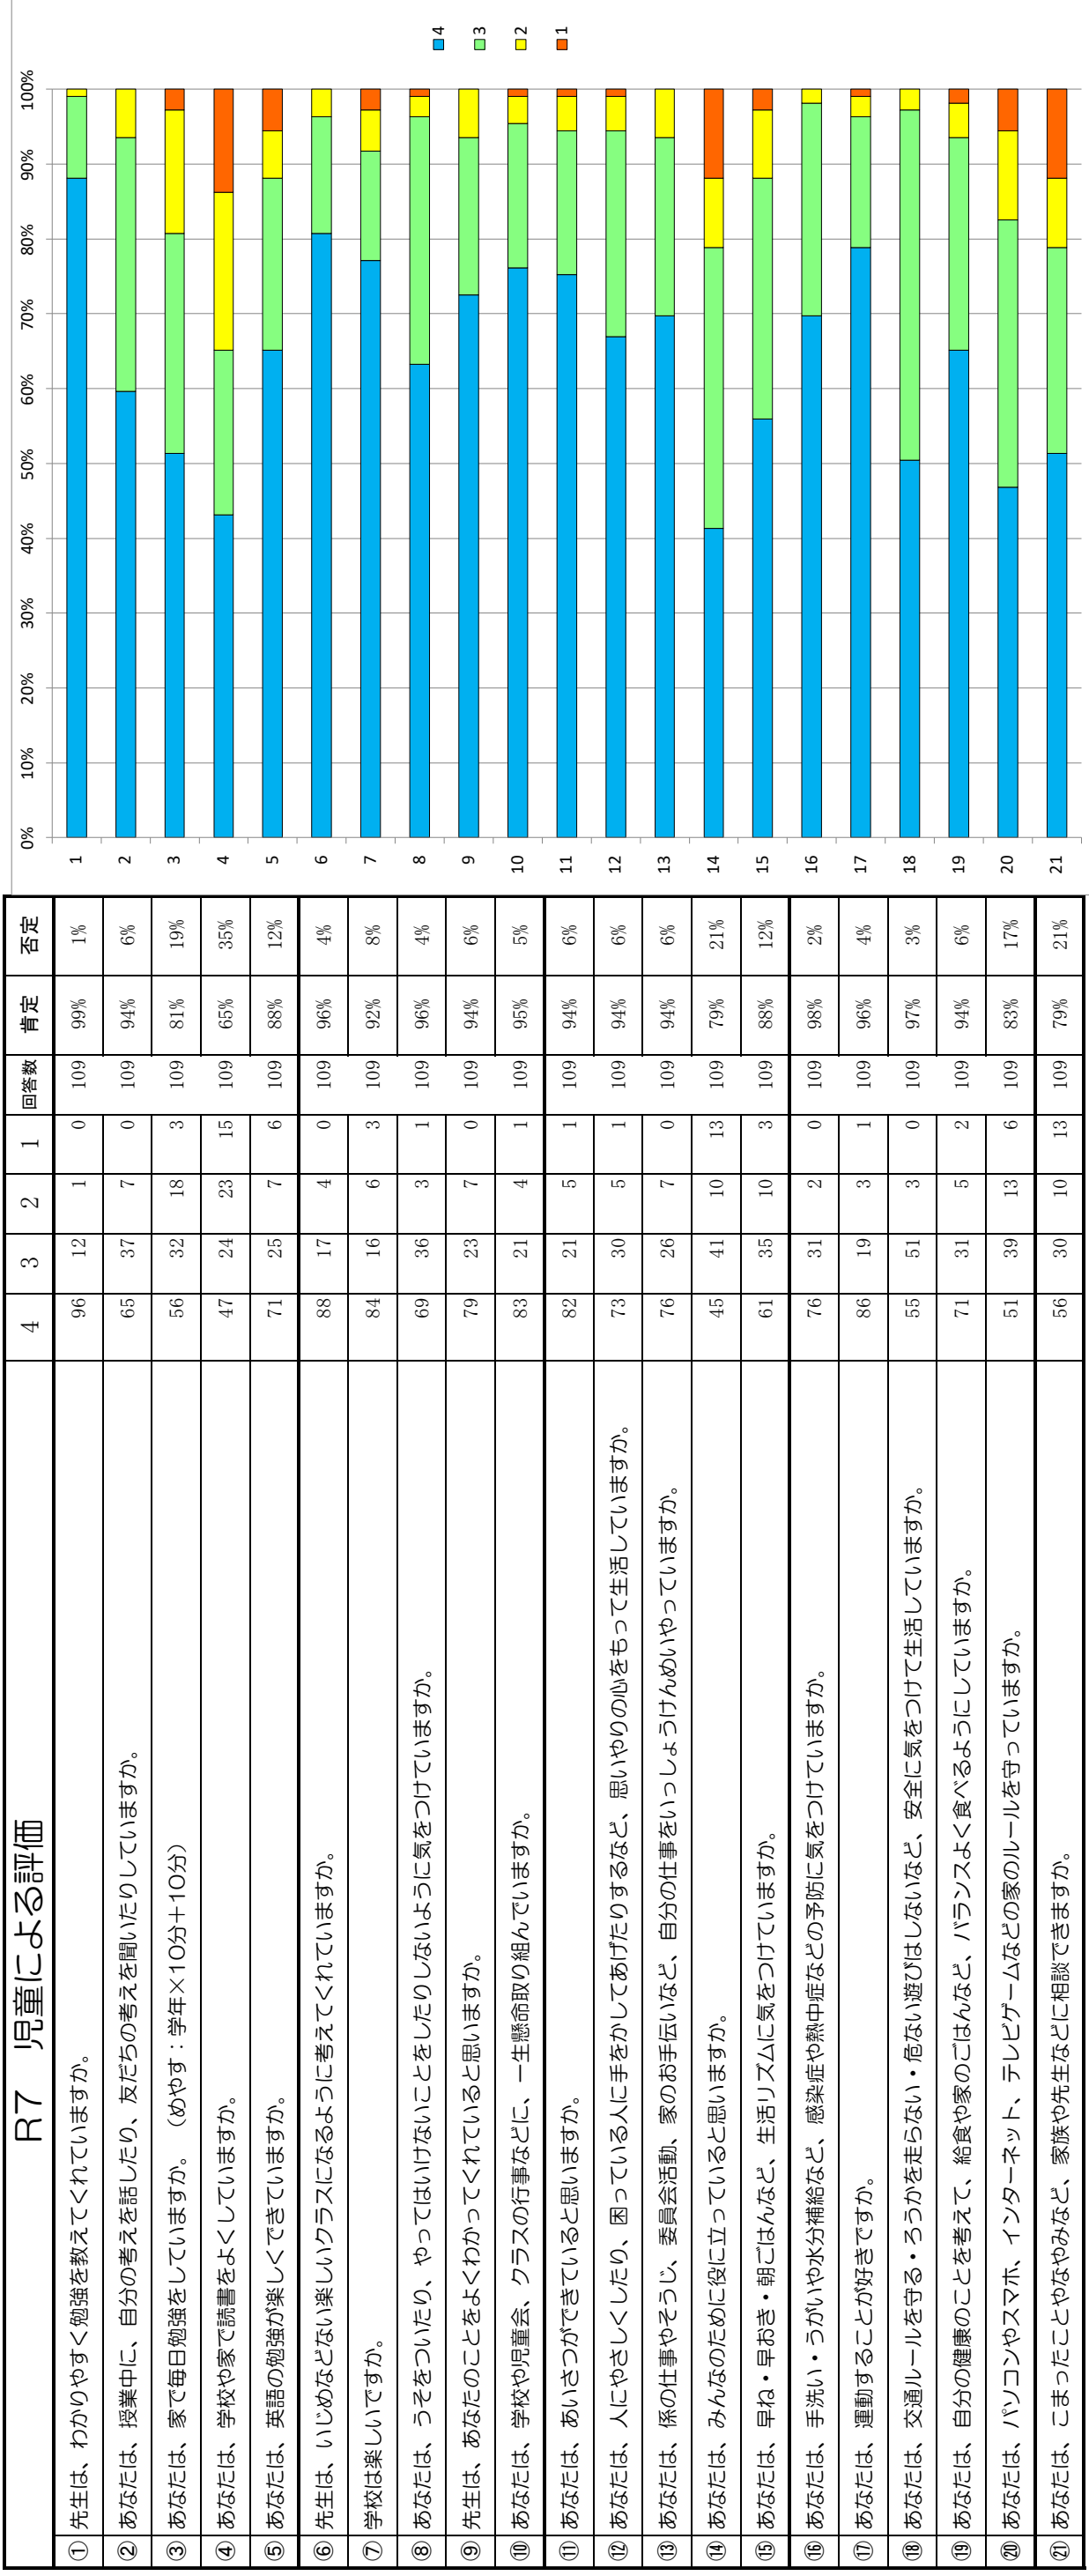 R7　児童による評価 4 3 2 1 回答数 肯定 否定
① 先生は、わかりやすく勉強を教えてくれていますか。 96 12 1 0 109 99% 1%
② あなたは、授業中に、自分の考えを話したり、友だちの考えを聞いたりしていますか。 65 37 7 0 109 94% 6%
③ あなたは、家で毎日勉強をしていますか。（めやす：学年×10分＋10分） 56 32 18 3 109 81% 19%
④ あなたは、学校や家で読書をよくしていますか。 47 24 23 15 109 65% 35%
⑤ あなたは、英語の勉強が楽しくできていますか。 71 25 7 6 109 88% 12%
⑥ 先生は、いじめなどない楽しいクラスになるように考えてくれていますか。 88 17 4 0 109 96% 4%
⑦ 学校は楽しいですか。 84 16 6 3 109 92% 8%
⑧ あなたは、うそをついたり、やってはいけないことをしたりしないように気をつけていますか。 69 36 3 1 109 96% 4%
⑨ 先生は、あなたのことをよくわかってくれていると思いますか。 79 23 7 0 109 94% 6%
⑩ あなたは、学校や児童会、クラスの行事などに、一生懸命取り組んでいますか。 83 21 4 1 109 95% 5%
⑪ あなたは、あいさつができていると思いますか。 82 21 5 1 109 94% 6%
⑫ あなたは、人にやさしくしたり、困っている人に手をかしてあげたりするなど、思いやりの心をもって生活していますか。 73 30 5 1 109 94% 6%
⑬ あなたは、係の仕事やそうじ、委員会活動、家のお手伝いなど、自分の仕事をいっしょうけんめいやっていますか。 76 26 7 0 109 94% 6%
⑭ あなたは、みんなのために役に立っていると思いますか。 45 41 10 13 109 79% 21%
⑮ あなたは、早ね・早おき・朝ごはんなど、生活リズムに気をつけていますか。 61 35 10 3 109 88% 12%
⑯ あなたは、手洗い・うがいや水分補給など、感染症や熱中症などの予防に気をつけていますか。 76 31 2 0 109 98% 2%
⑰ あなたは、運動することが好きですか。 86 19 3 1 109 96% 4%
⑱ あなたは、交通ルールを守る・ろうかを走らない・危ない遊びはしないなど、安全に気をつけて生活していますか。 55 51 3 0 109 97% 3%
⑲ あなたは、自分の健康のことを考えて、給食や家のごはんなど、バランスよく食べるようにしていますか。 71 31 5 2 109 94% 6%
⑳ あなたは、パソコンやスマホ、インターネット、テレビゲームなどの家のルールを守っていますか。 51 39 13 6 109 83% 17%
㉑ あなたは、こまったことやなやみなど、家族や先生などに相談できますか。 56 30 10 13 109 79% 21%
0% 10% 20% 30% 40% 50% 60% 70% 80% 90% 100%
1
2
3
4
5
6
7
8
9
10
11
12
13
14
15
16
17
18
19
20
21
4
3
2
1